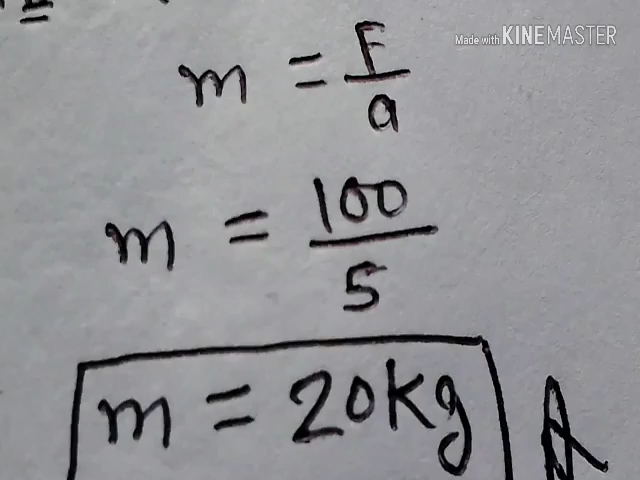 Made with KINEMASTER
m = F/a
m = 100/5
m = 20kg